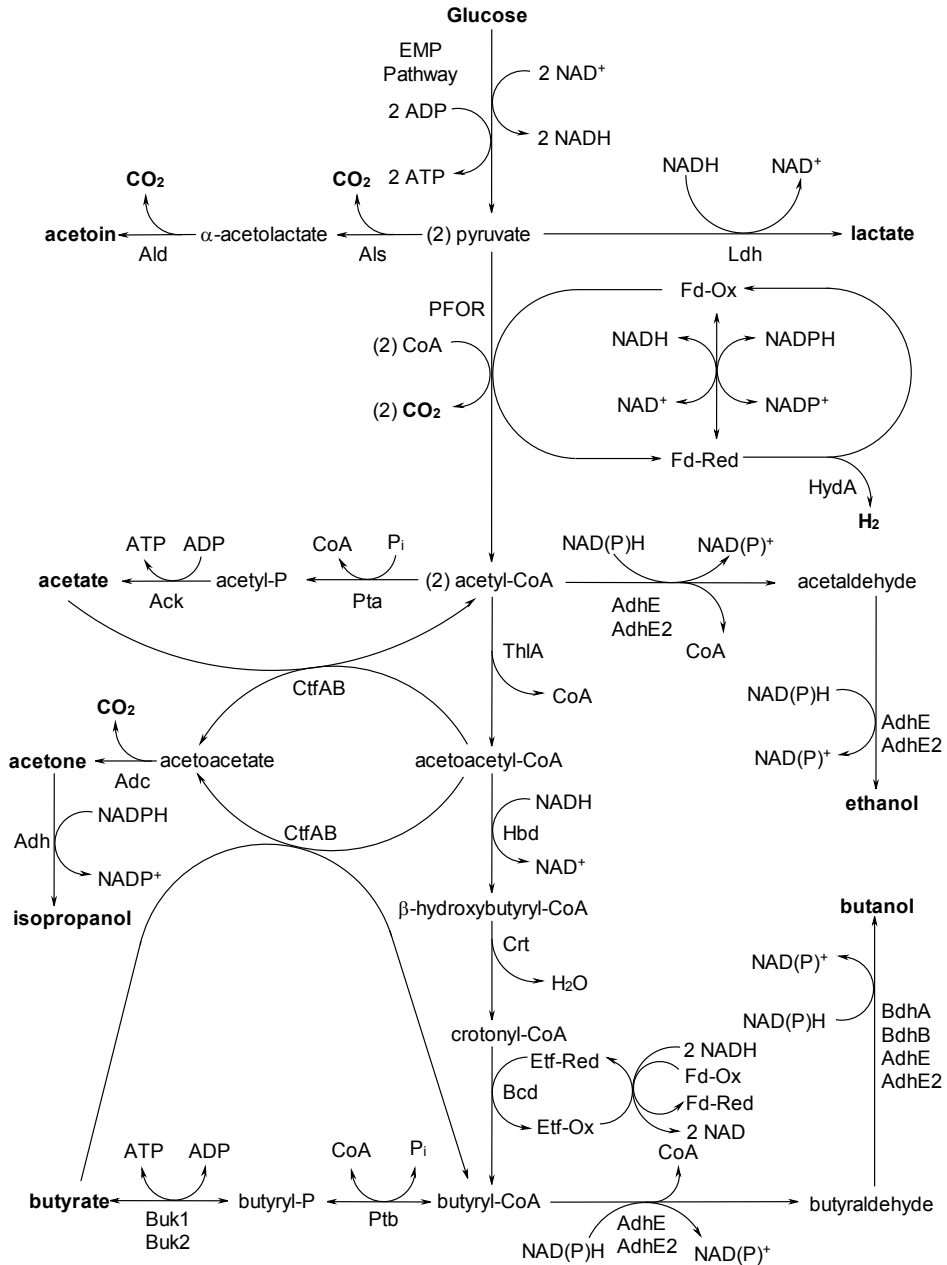 Glucose
EMP
Pathway
2 NAD⁺
2 ADP
2 NADH
2 ATP
NADH
NAD⁺
CO₂
CO₂
acetoin
α-acetolactate
(2) pyruvate
lactate
Ald
Als
Ldh
Fd-Ox
PFOR
(2) CoA
NADH
NADPH
(2) CO₂
NAD⁺
NADP⁺
Fd-Red
HydA
H₂
ATP
ADP
CoA
Pᵢ
NAD(P)H
NAD(P)⁺
acetate
acetyl-P
(2) acetyl-CoA
acetaldehyde
Ack
Pta
AdhE
AdhE2
CoA
ThlA
CoA
CtfAB
NAD(P)H
AdhE
AdhE2
NAD(P)⁺
CO₂
acetone
acetoacetate
acetoacetyl-CoA
ethanol
Adc
NADPH
Adh
NADP⁺
CtfAB
NADH
Hbd
NAD⁺
isopropanol
β-hydroxybutyryl-CoA
butanol
Crt
H₂O
NAD(P)⁺
NAD(P)H
BdhA
BdhB
AdhE
AdhE2
crotonyl-CoA
Etf-Red
2 NADH
Fd-Ox
Bcd
Fd-Red
Etf-Ox
2 NAD
ATP
ADP
CoA
Pᵢ
CoA
butyrate
butyryl-P
butyryl-CoA
butyraldehyde
Buk1
Buk2
Ptb
AdhE
AdhE2
NAD(P)H
NAD(P)⁺